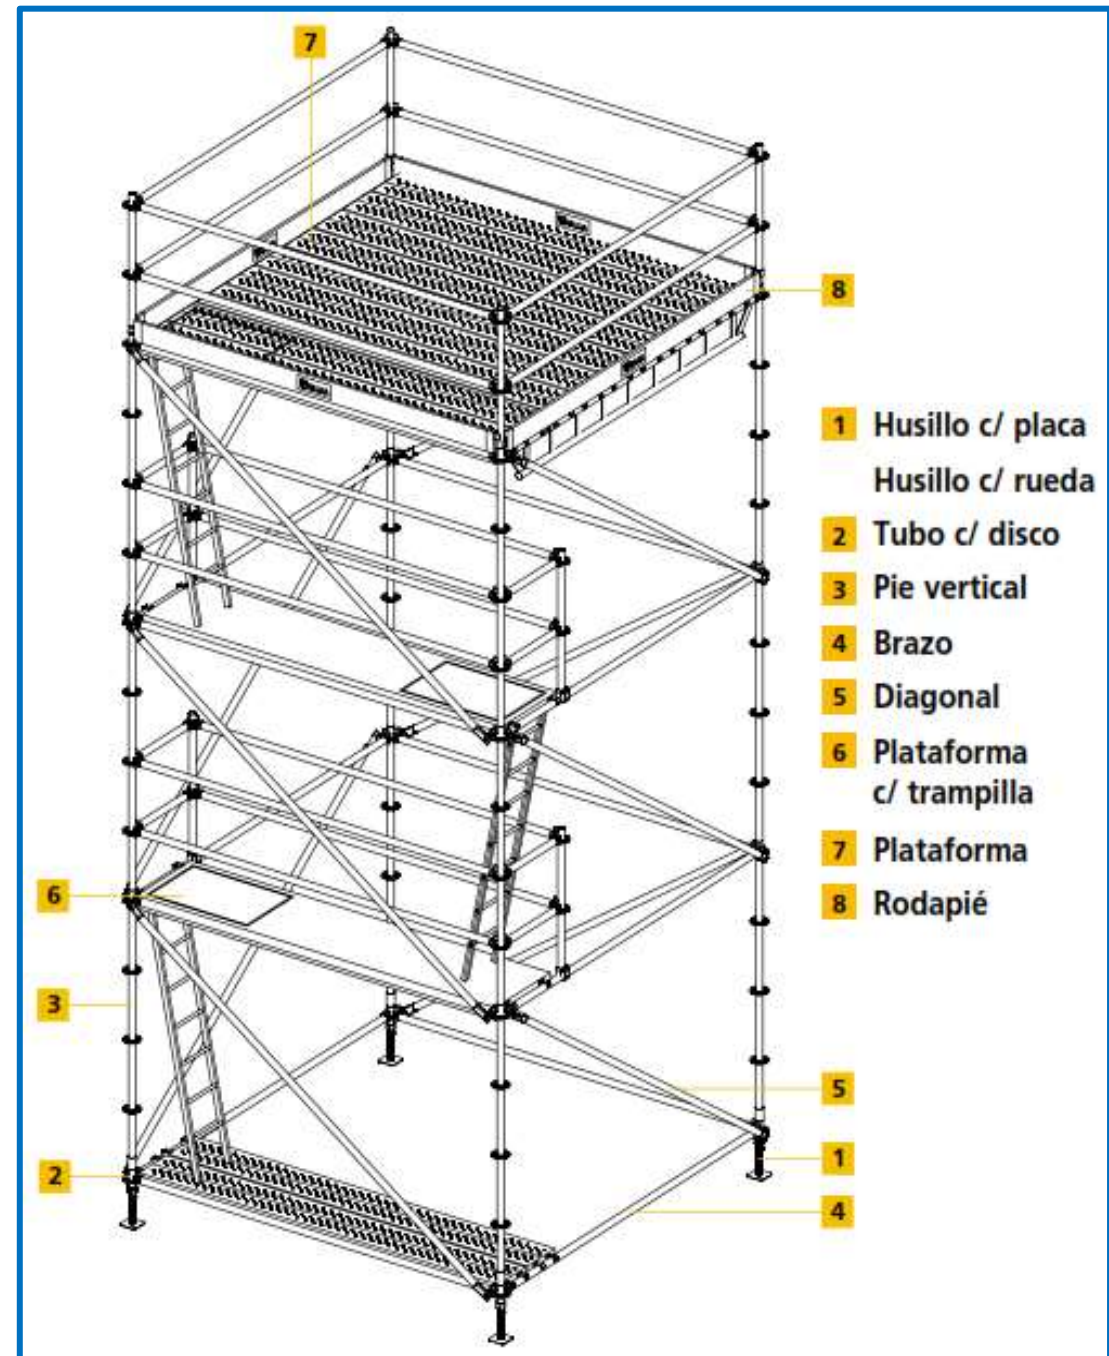 7
8
1 Husillo c/ placa
Husillo c/ rueda
2 Tubo c/ disco
3 Pie vertical
4 Brazo
5 Diagonal
6 Plataforma
c/ trampilla
7 Plataforma
8 Rodapié
6
3
5
2
1
4